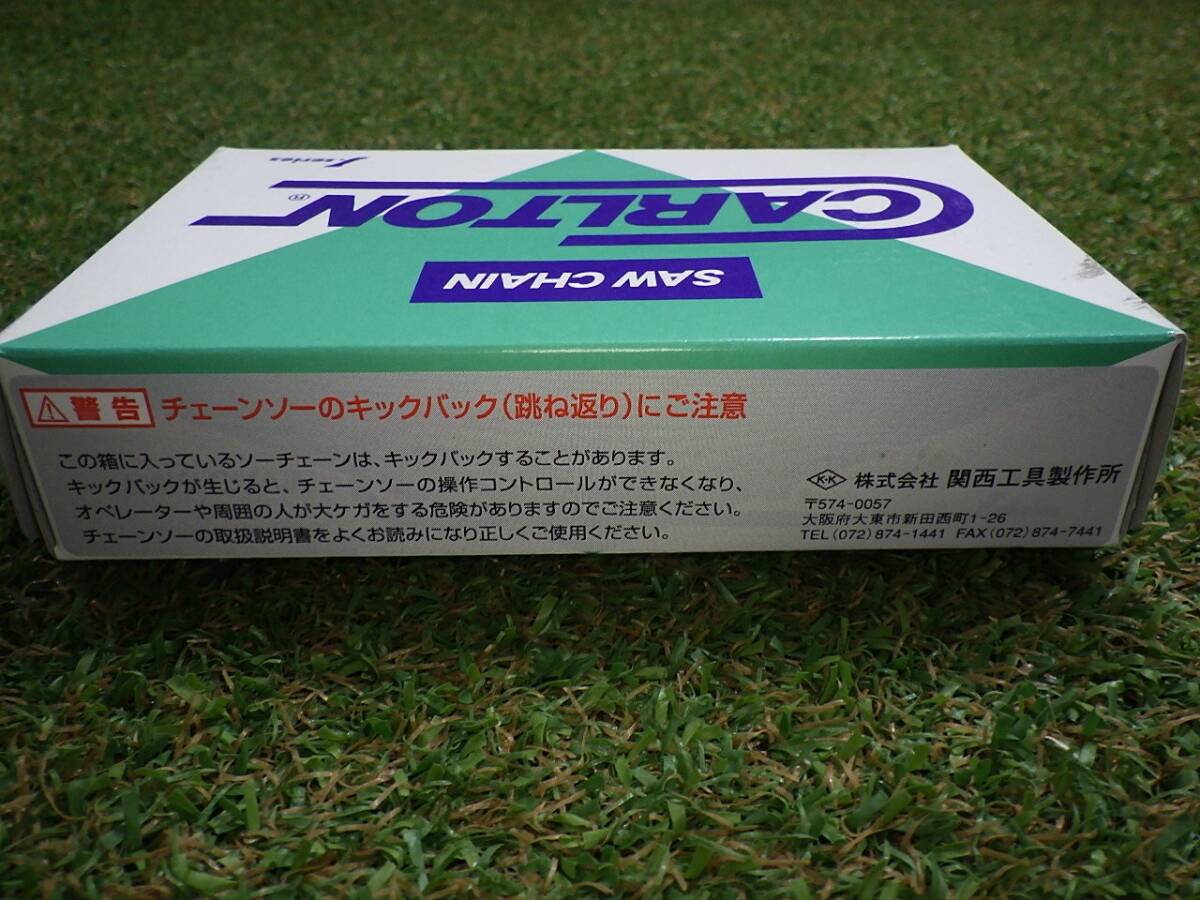 J.series
CARLTON®
SAW CHAIN
⚠警告 チェーンソーのキックバック(跳ね返り)にご注意
この箱に入っているソーチェーンは、キックバックすることがあります。
キックバックが生じると、チェーンソーの操作コントロールができなくなり、
オペレーターや周囲の人が大ケガをする危険がありますのでご注意ください。
チェーンソーの取扱説明書をよくお読みになり正しくご使用ください。
K·K 株式会社 関西工具製作所
〒574-0057
大阪府大東市新田西町1-26
TEL(072)874-1441 FAX(072)874-7441